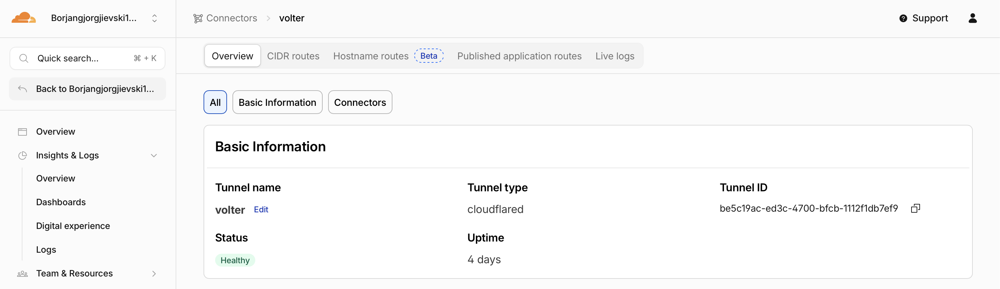 Borjangjorgjievski1...
Connectors > volter
Support
Quick search...
⌘ + K
Back to Borjangjorgjievski1...
Overview
Insights & Logs
Overview
Dashboards
Digital experience
Logs
Team & Resources
Overview
CIDR routes
Hostname routes
Beta
Published application routes
Live logs
All
Basic Information
Connectors
Basic Information
Tunnel name
volter Edit
Tunnel type
cloudflared
Tunnel ID
be5c19ac-ed3c-4700-bfcb-1112f1db7ef9
Status
Healthy
Uptime
4 days